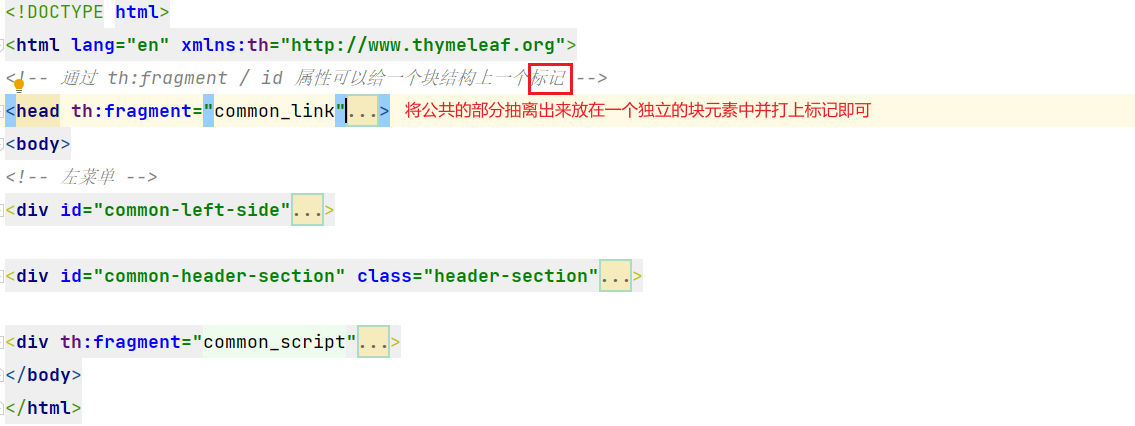 <!DOCTYPE html>
<html lang="en" xmlns:th="http://www.thymeleaf.org">
<!-- 通过 th:fragment / id 属性可以给一个块结构上一个标记 -->
<head th:fragment="common_link"...> 将公共的部分抽离出来放在一个独立的块元素中并打上标记即可
<body>
<!-- 左菜单 -->
<div id="common-left-side"...>
<div id="common-header-section" class="header-section"...>
<div th:fragment="common_script"...>
</body>
</html>